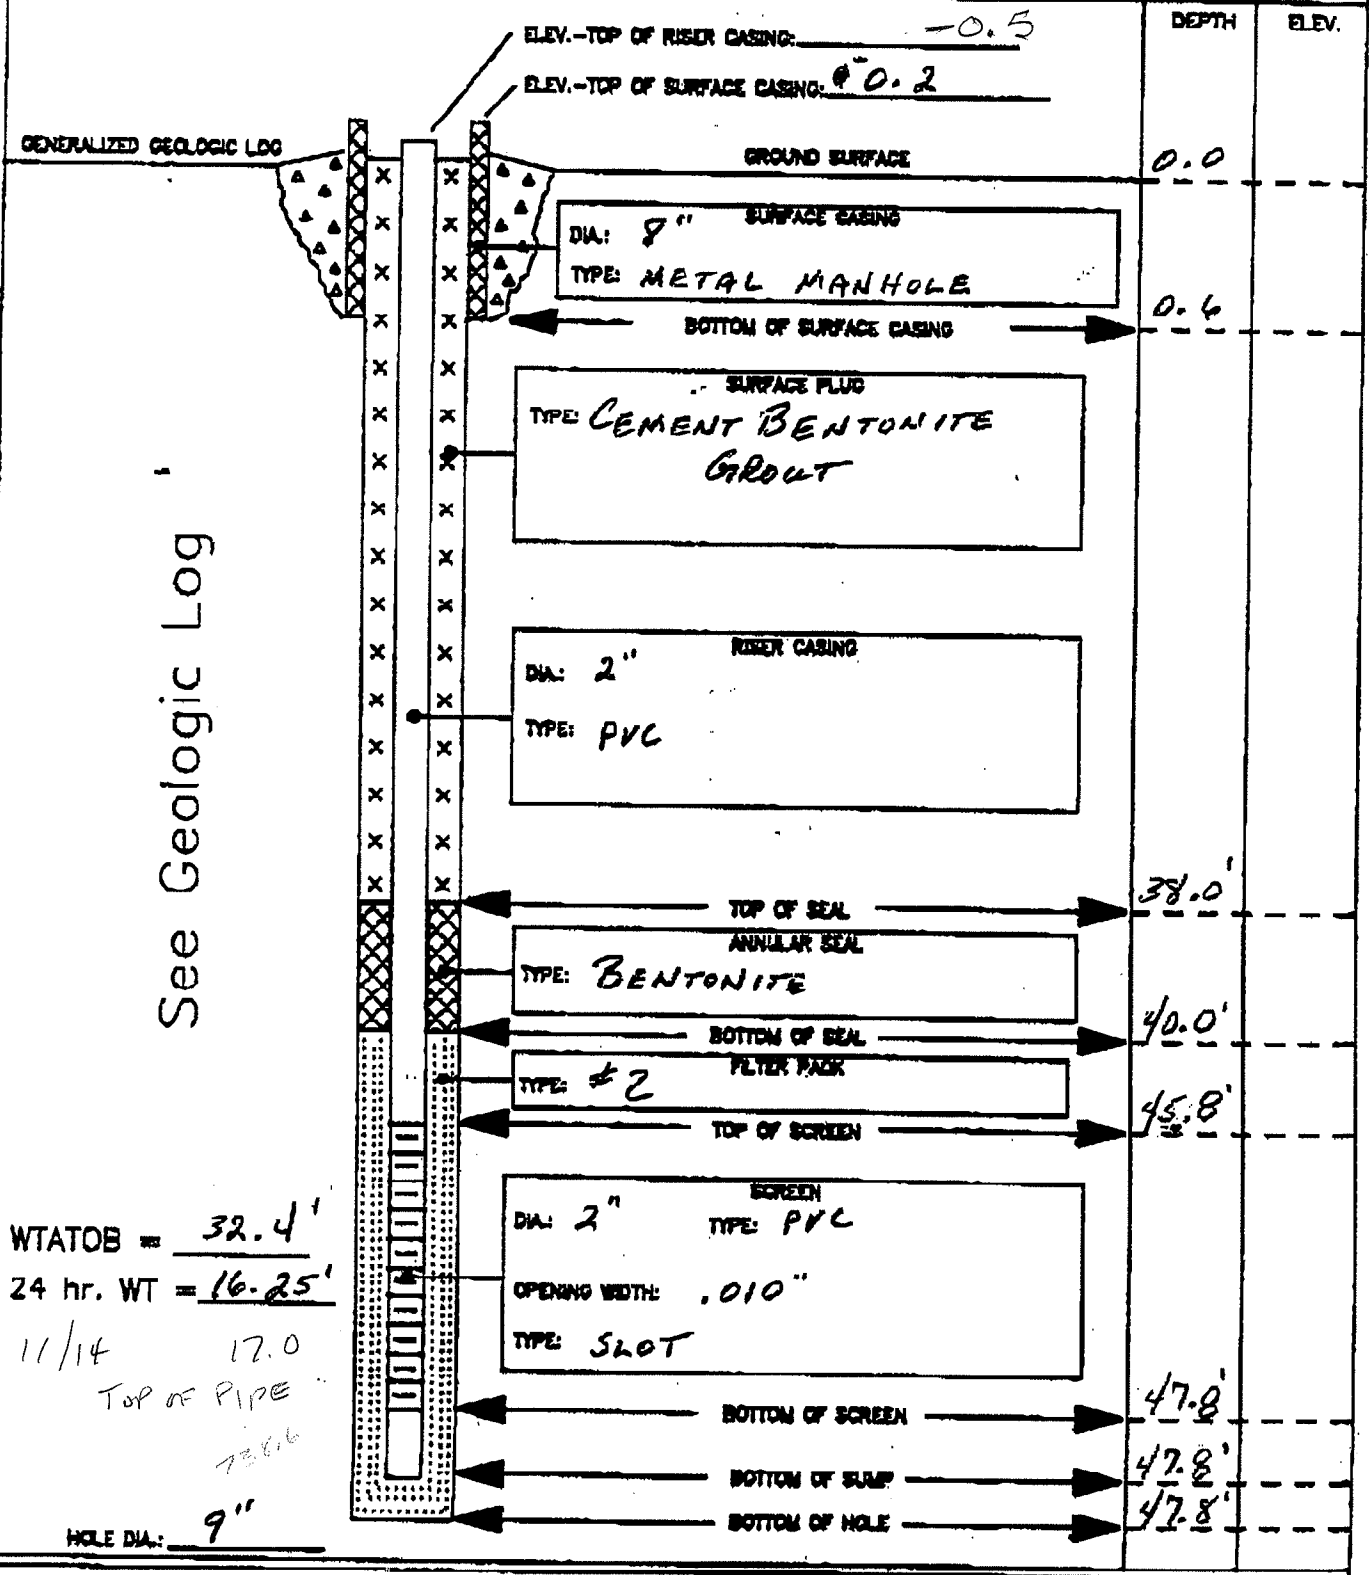 DEPTH ELEV.
ELEV.-TOP OF RISER CASING: -0.5
ELEV.-TOP OF SURFACE CASING: -0.2
GENERALIZED GEOLOGIC LOG
GROUND SURFACE 0.0
SURFACE CASING
DIA.: 8"
TYPE: METAL MANHOLE
BOTTOM OF SURFACE CASING 0.6
SURFACE PLUG
TYPE: CEMENT BENTONITE
GROUT
See Geologic Log
RISER CASING
DIA.: 2"
TYPE: PVC
TOP OF SEAL 38.0'
ANNULAR SEAL
TYPE: BENTONITE
BOTTOM OF SEAL 40.0'
FILTER PACK
TYPE: #2
TOP OF SCREEN 45.8'
SCREEN
DIA.: 2" TYPE: PVC
OPENING WIDTH: .010"
TYPE: SLOT
WTATOB = 32.4'
24 hr. WT = 16.25'
11/14 17.0
TOP OF PIPE
BOTTOM OF SCREEN 47.8'
BOTTOM OF SUMP 47.8'
BOTTOM OF HOLE 47.8'
HOLE DIA.: 9"